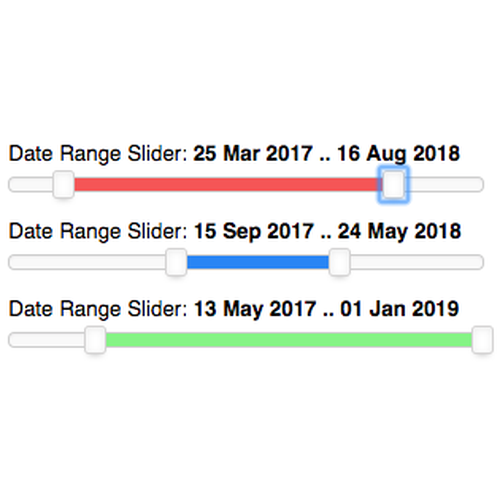 Date Range Slider: 25 Mar 2017 .. 16 Aug 2018
Date Range Slider: 15 Sep 2017 .. 24 May 2018
Date Range Slider: 13 May 2017 .. 01 Jan 2019